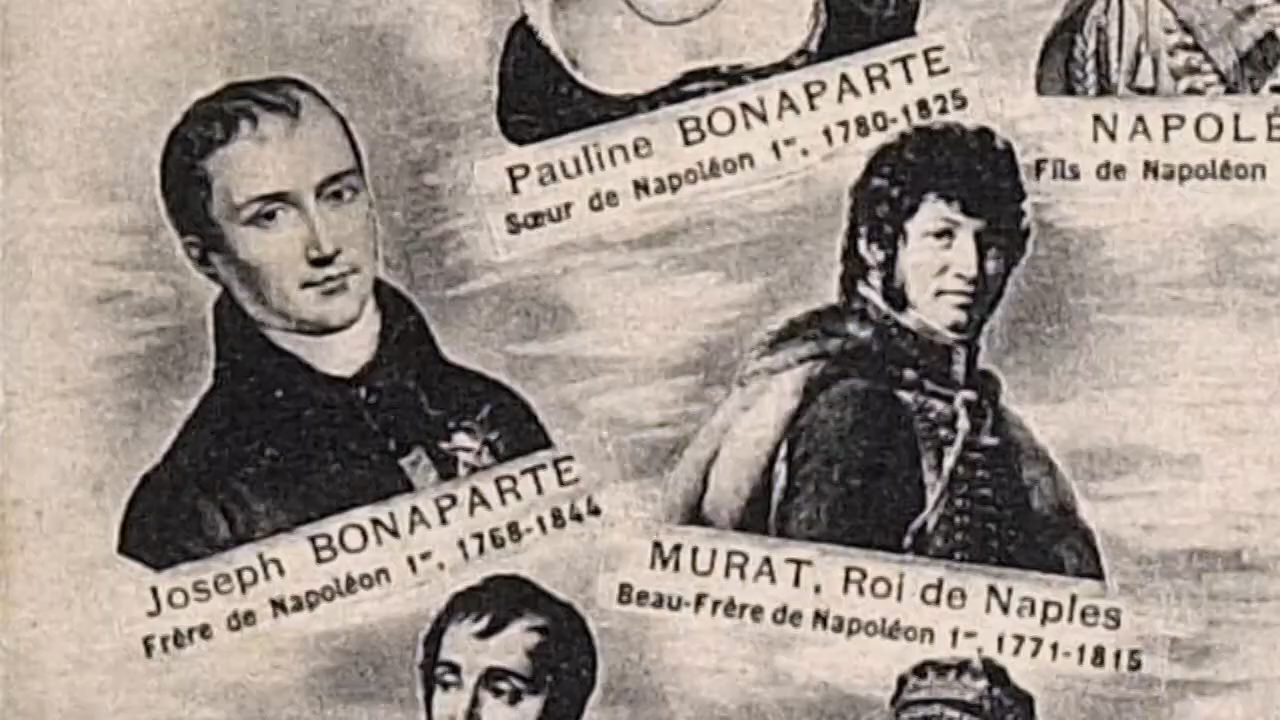 Pauline BONAPARTE
Sœur de Napoléon 1er, 1780-1825
NAPOLÉ
Fils de Napoléon
Joseph BONAPARTE
Frère de Napoléon 1er, 1768-1844
MURAT, Roi de Naples
Beau-Frère de Napoléon 1er, 1771-1815